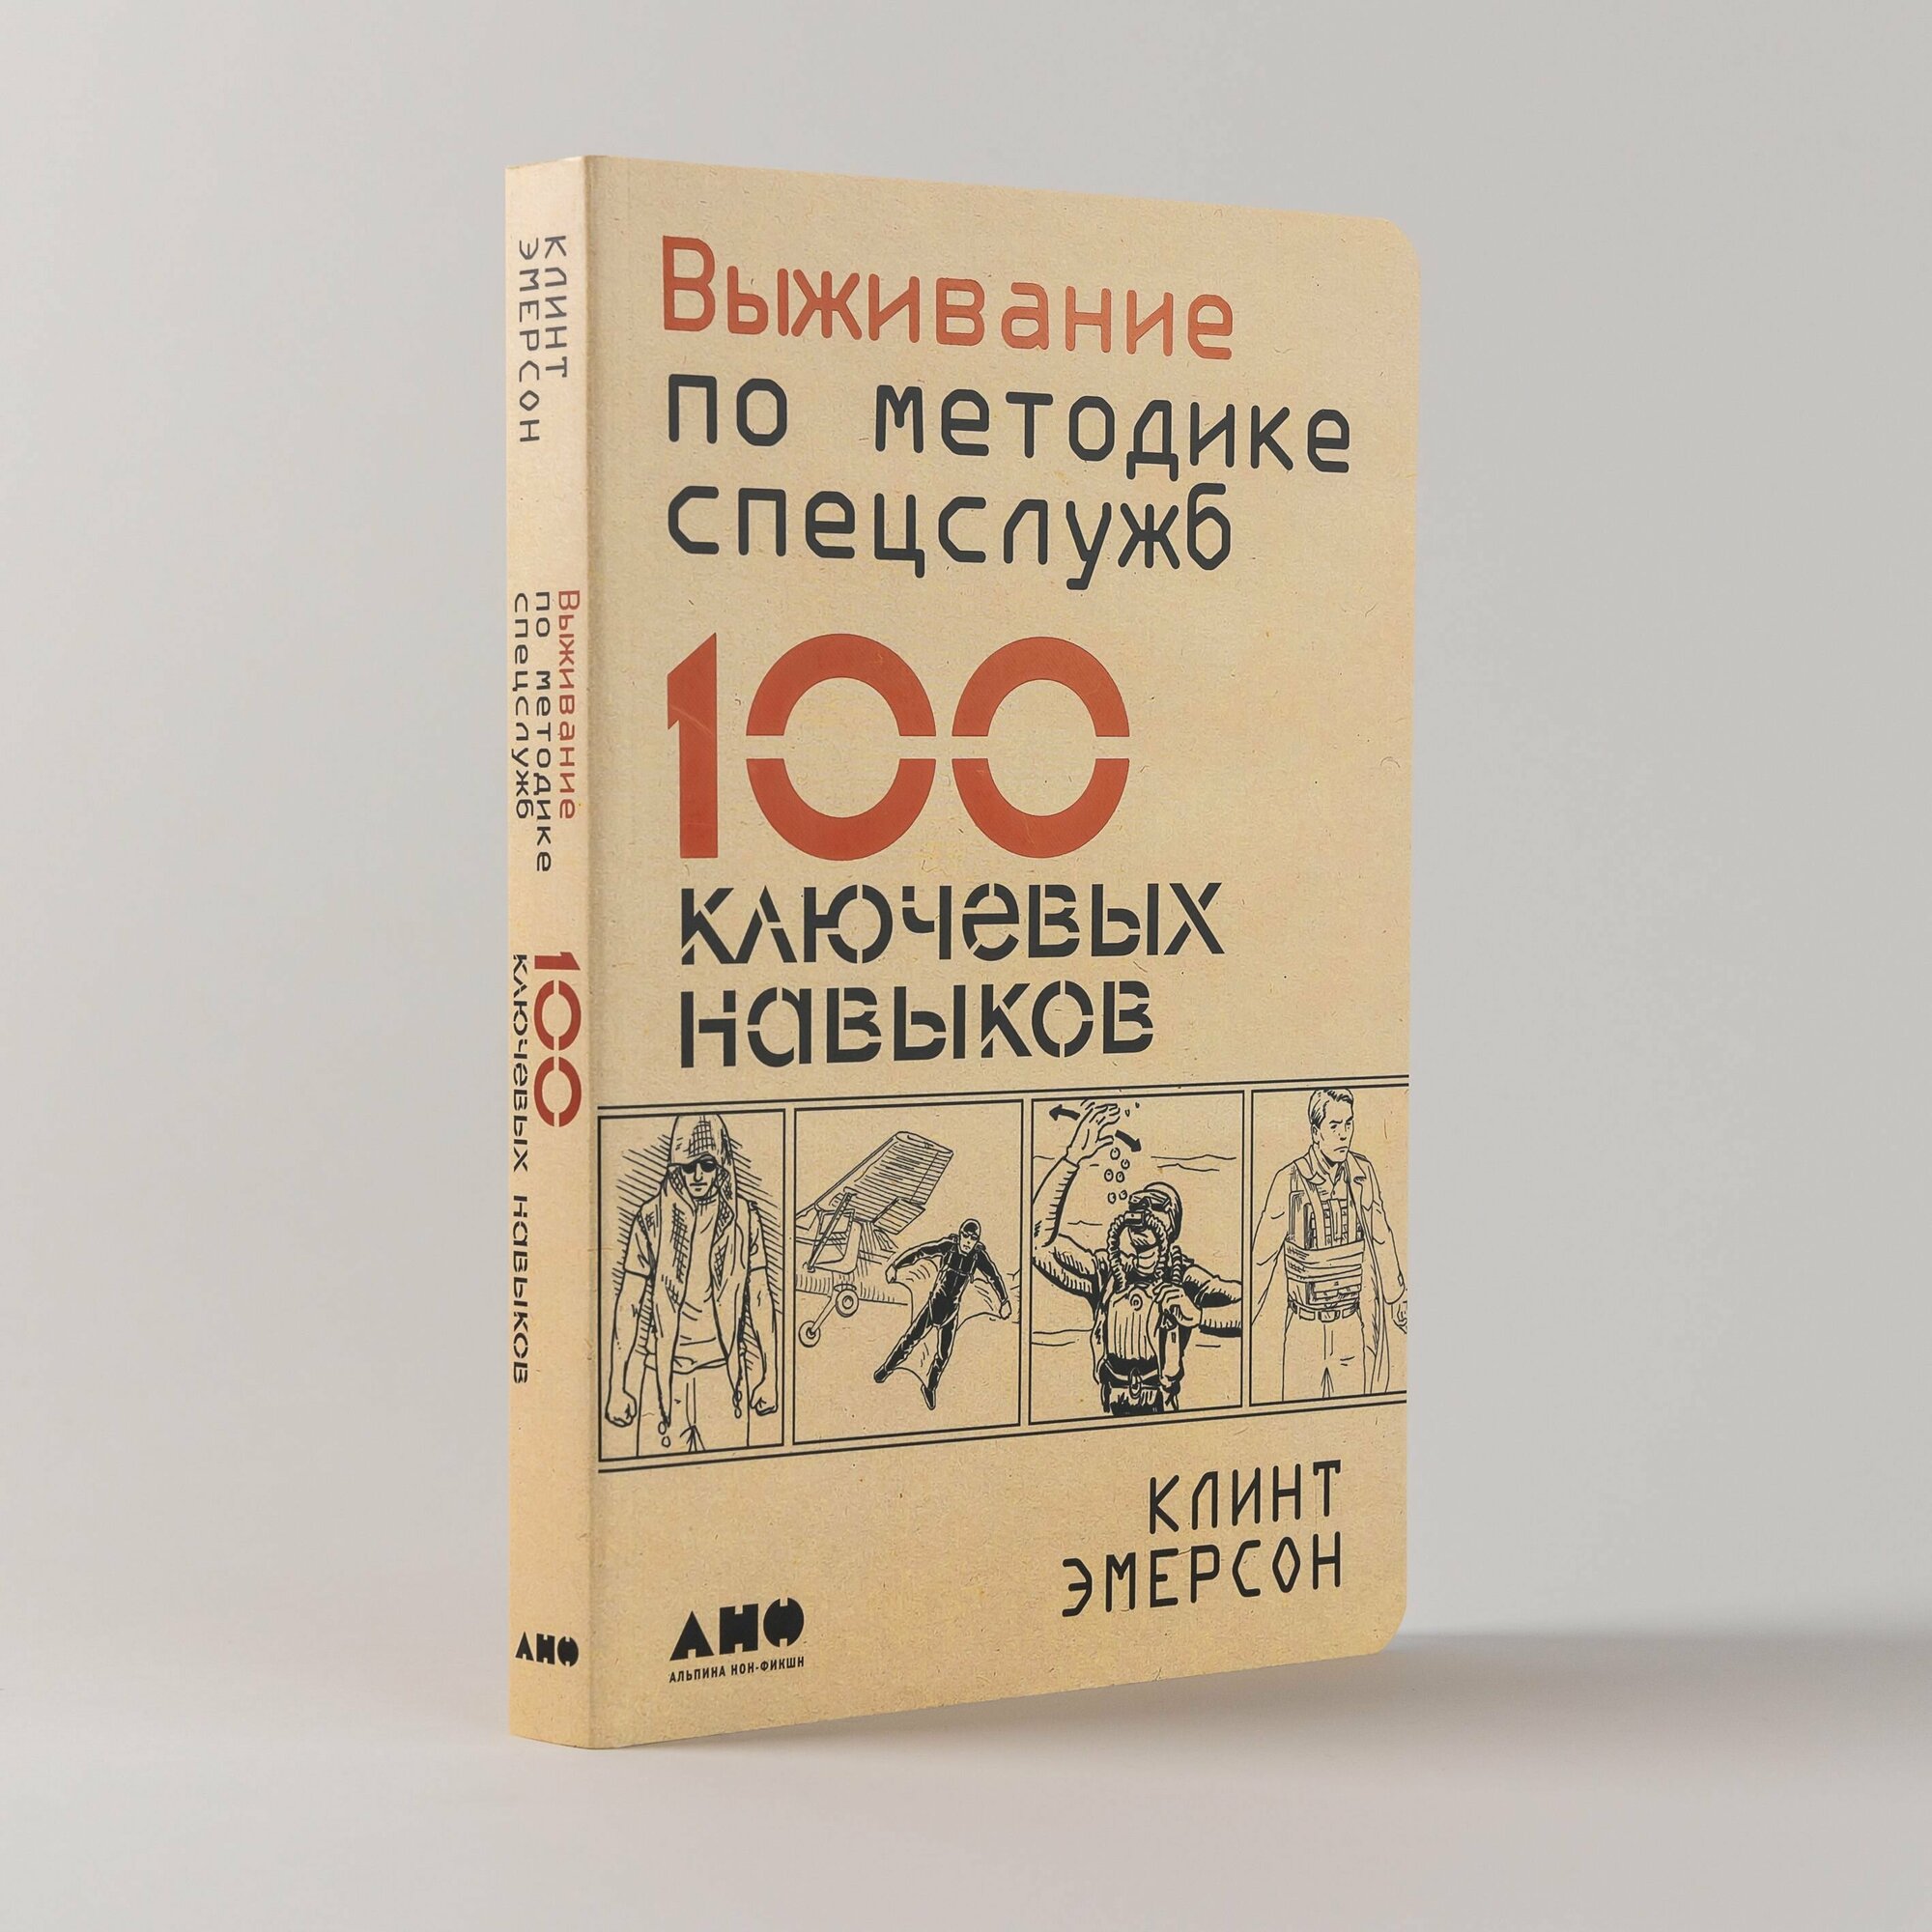 КЛИНТ
ЭМЕРСОН
Выживание
по методике
спецслужб
100
ключевых навыков
АНФ
Выживание
по методике
спецслужб
100
ключевых
навыков
КЛИНТ
ЭМЕРСОН
АНФ
АЛЬПИНА НОН-ФИКШН